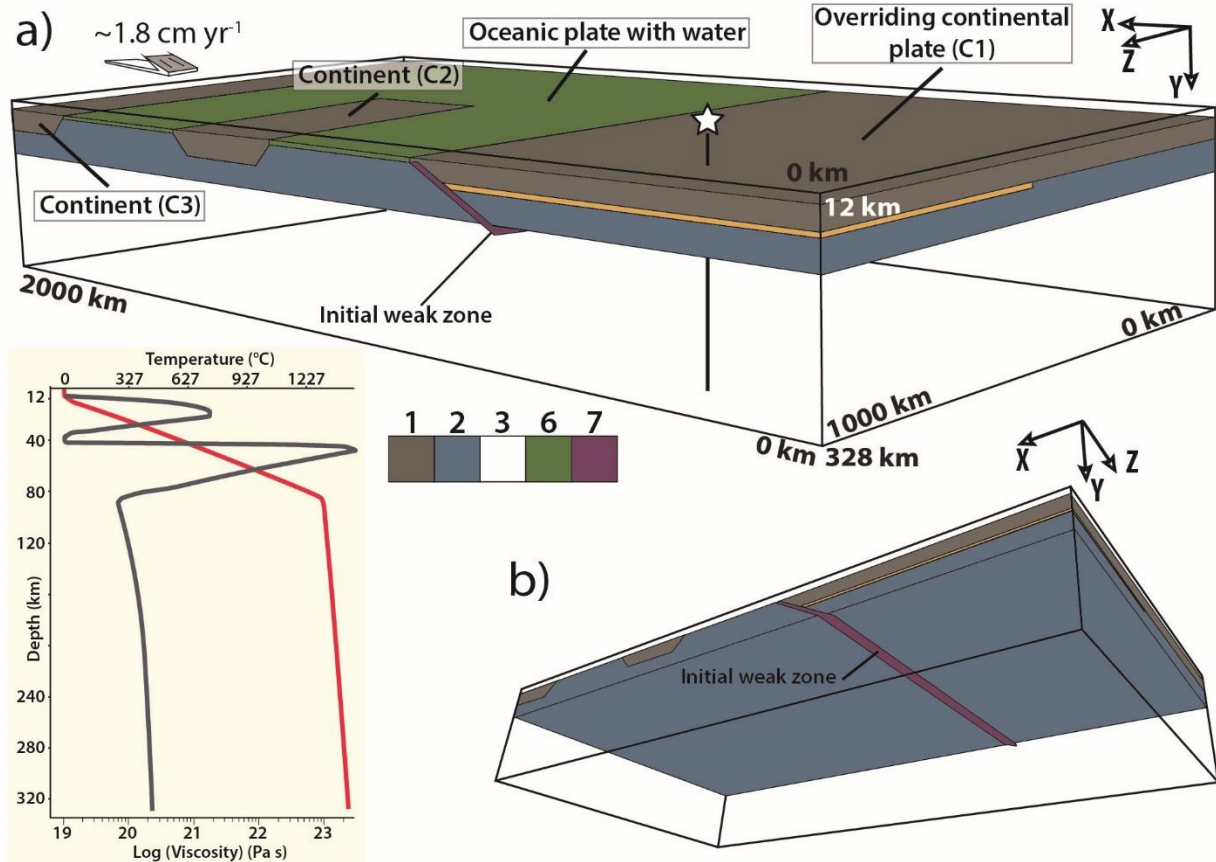 a)
~1.8 cm yr⁻¹
Oceanic plate with water
Overriding continental
plate (C1)
X
Z
Y
Continent (C2)
Continent (C3)
0 km
12 km
2000 km
Initial weak zone
0 km
1000 km
0 km
328 km
Temperature (°C)
0 327 627 927 1227
12
40
80
120
240
280
320
Depth (km)
19 20 21 22 23
Log (Viscosity) (Pa s)
1 2 3 6 7
b)
X
Y
Z
Initial weak zone